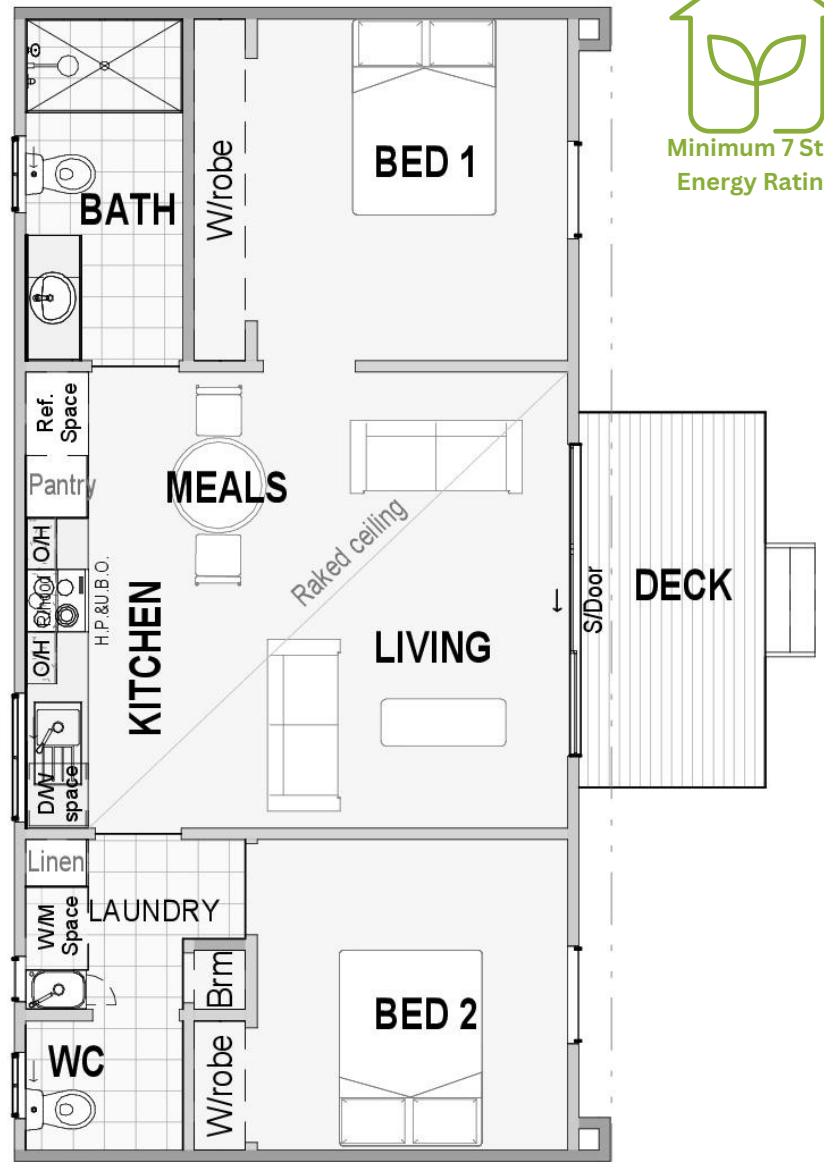 Minimum 7 St
Energy Ratin
BED 1
W/robe
BATH
Ref.
Space
Pantry
MEALS
O/H
R/hood
H.P.&U.B.O.
O/H
KITCHEN
Raked ceiling
LIVING
S/Door
DECK
D/W
space
Linen
LAUNDRY
W/M
Space
Brm
BED 2
WC
W/robe